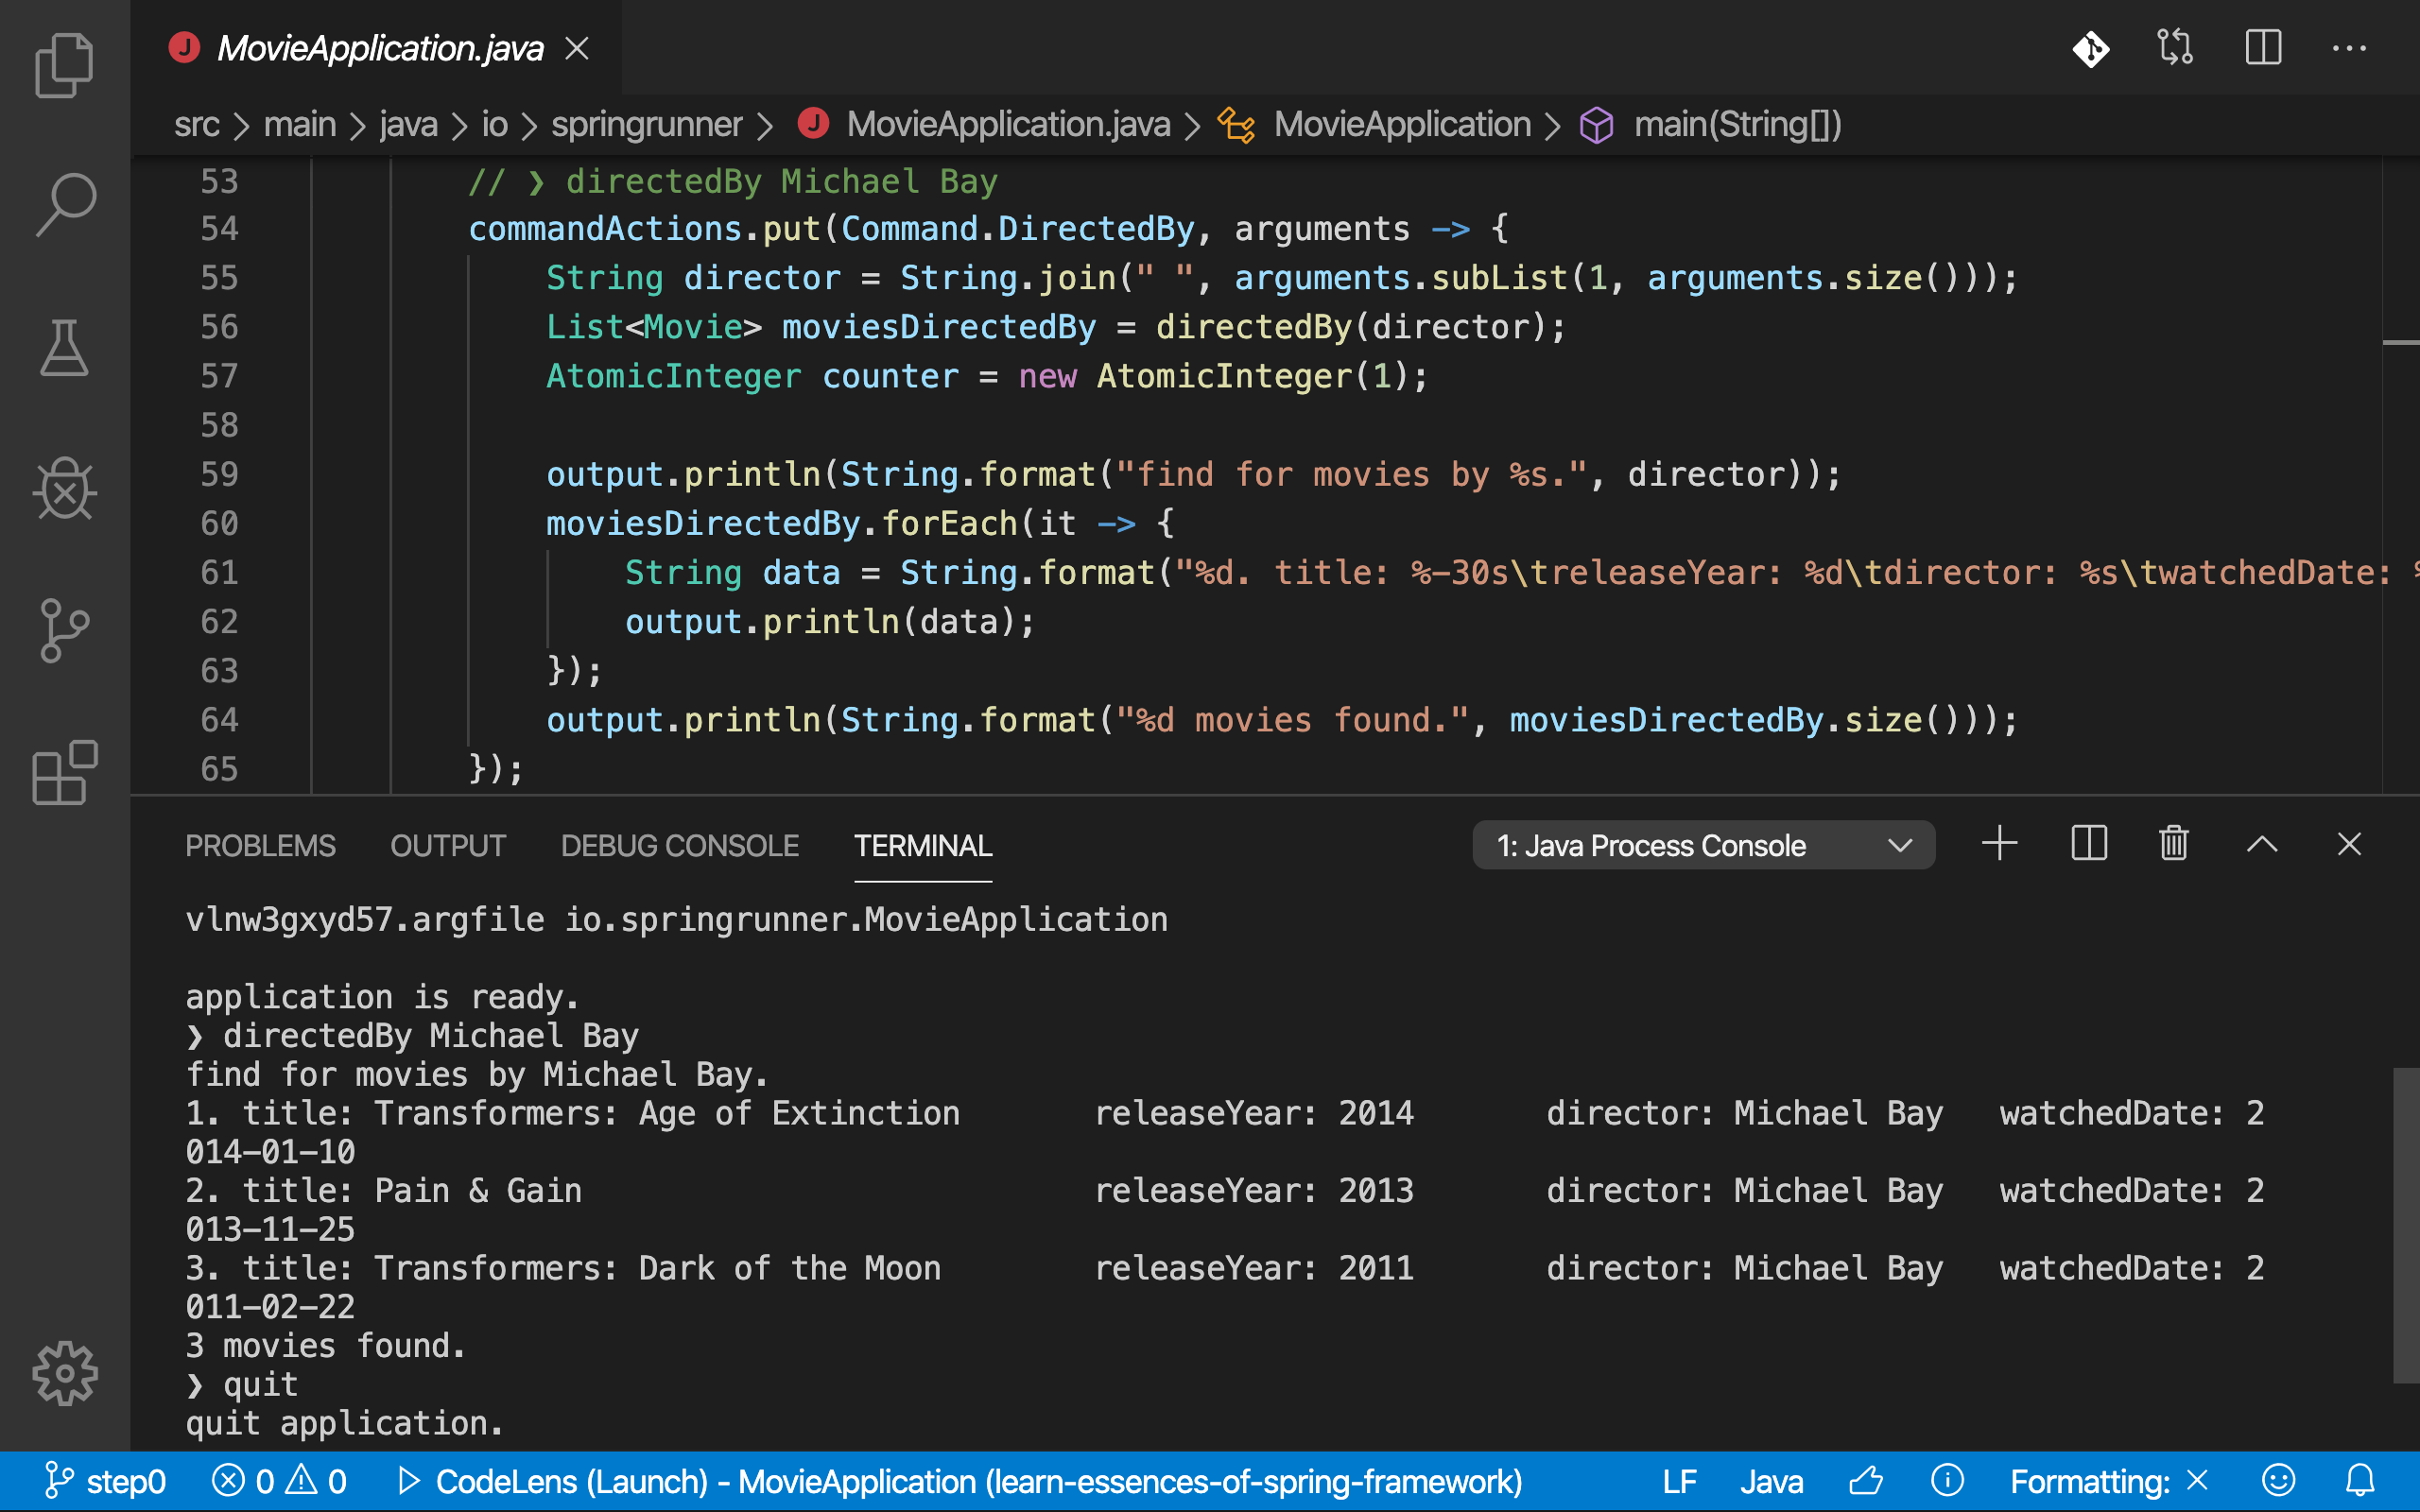 MovieApplication.java
src > main > java > io > springrunner > MovieApplication.java > MovieApplication > main(String[])
53 // ❯ directedBy Michael Bay
54 commandActions.put(Command.DirectedBy, arguments -> {
55 String director = String.join(" ", arguments.subList(1, arguments.size()));
56 List<Movie> moviesDirectedBy = directedBy(director);
57 AtomicInteger counter = new AtomicInteger(1);
58
59 output.println(String.format("find for movies by %s.", director));
60 moviesDirectedBy.forEach(it -> {
61 String data = String.format("%d. title: %-30s\treleaseYear: %d\tdirector: %s\twatchedDate: %
62 output.println(data);
63 });
64 output.println(String.format("%d movies found.", moviesDirectedBy.size()));
65 });
PROBLEMS OUTPUT DEBUG CONSOLE TERMINAL 1: Java Process Console
vlnw3gxyd57.argfile io.springrunner.MovieApplication
application is ready.
❯ directedBy Michael Bay
find for movies by Michael Bay.
1. title: Transformers: Age of Extinction releaseYear: 2014 director: Michael Bay watchedDate: 2
014-01-10
2. title: Pain & Gain releaseYear: 2013 director: Michael Bay watchedDate: 2
013-11-25
3. title: Transformers: Dark of the Moon releaseYear: 2011 director: Michael Bay watchedDate: 2
011-02-22
3 movies found.
❯ quit
quit application.
step0 0 0 CodeLens (Launch) - MovieApplication (learn-essences-of-spring-framework) LF Java Formatting: ×